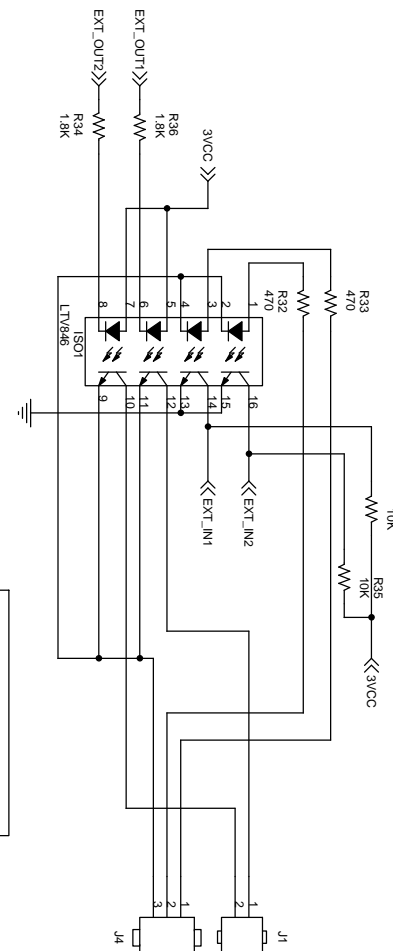 EXT_OUT2
EXT_OUT1
R34
1.8K
R36
1.8K
3VCC
R32
470
R33
470
ISO1
LTV846
8
7
6
5
4
3
2
1
9
10
11
12
13
14
15
16
EXT_IN1
EXT_IN2
10K
R35
10K
3VCC
1
2
J1
1
2
3
J4